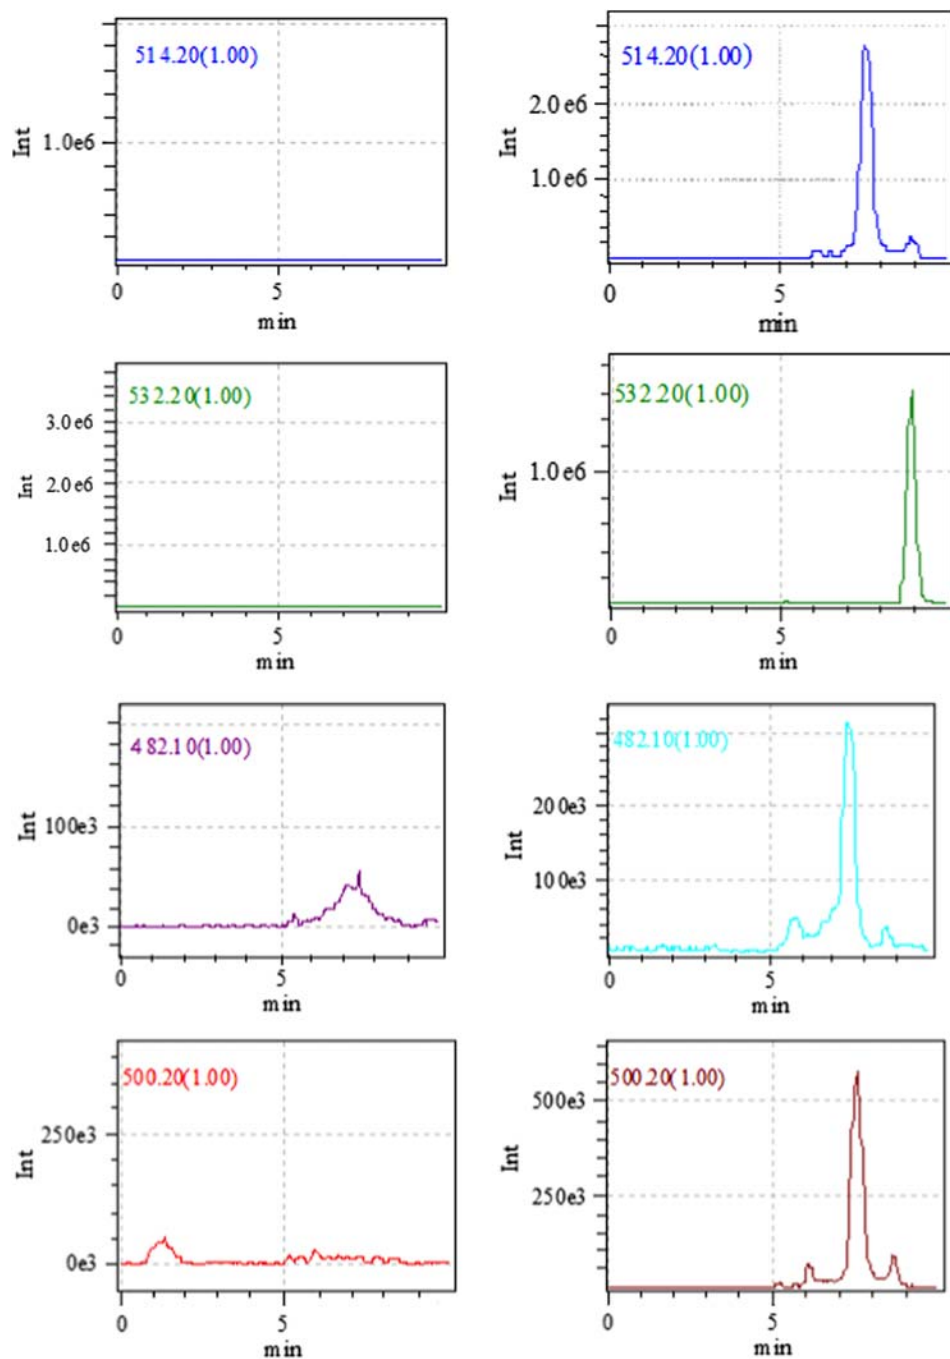 514.20(1.00)
Int
1.0e6
0
5
min
514.20(1.00)
Int
2.0e6
1.0e6
0
5
min
532.20(1.00)
Int
3.0e6
2.0e6
1.0e6
0
5
min
532.20(1.00)
Int
1.0e6
0
5
min
482.10(1.00)
Int
100e3
0e3
0
5
min
482.10(1.00)
Int
200e3
100e3
0
5
min
500.20(1.00)
Int
250e3
0e3
0
5
min
500.20(1.00)
Int
500e3
250e3
0
5
min